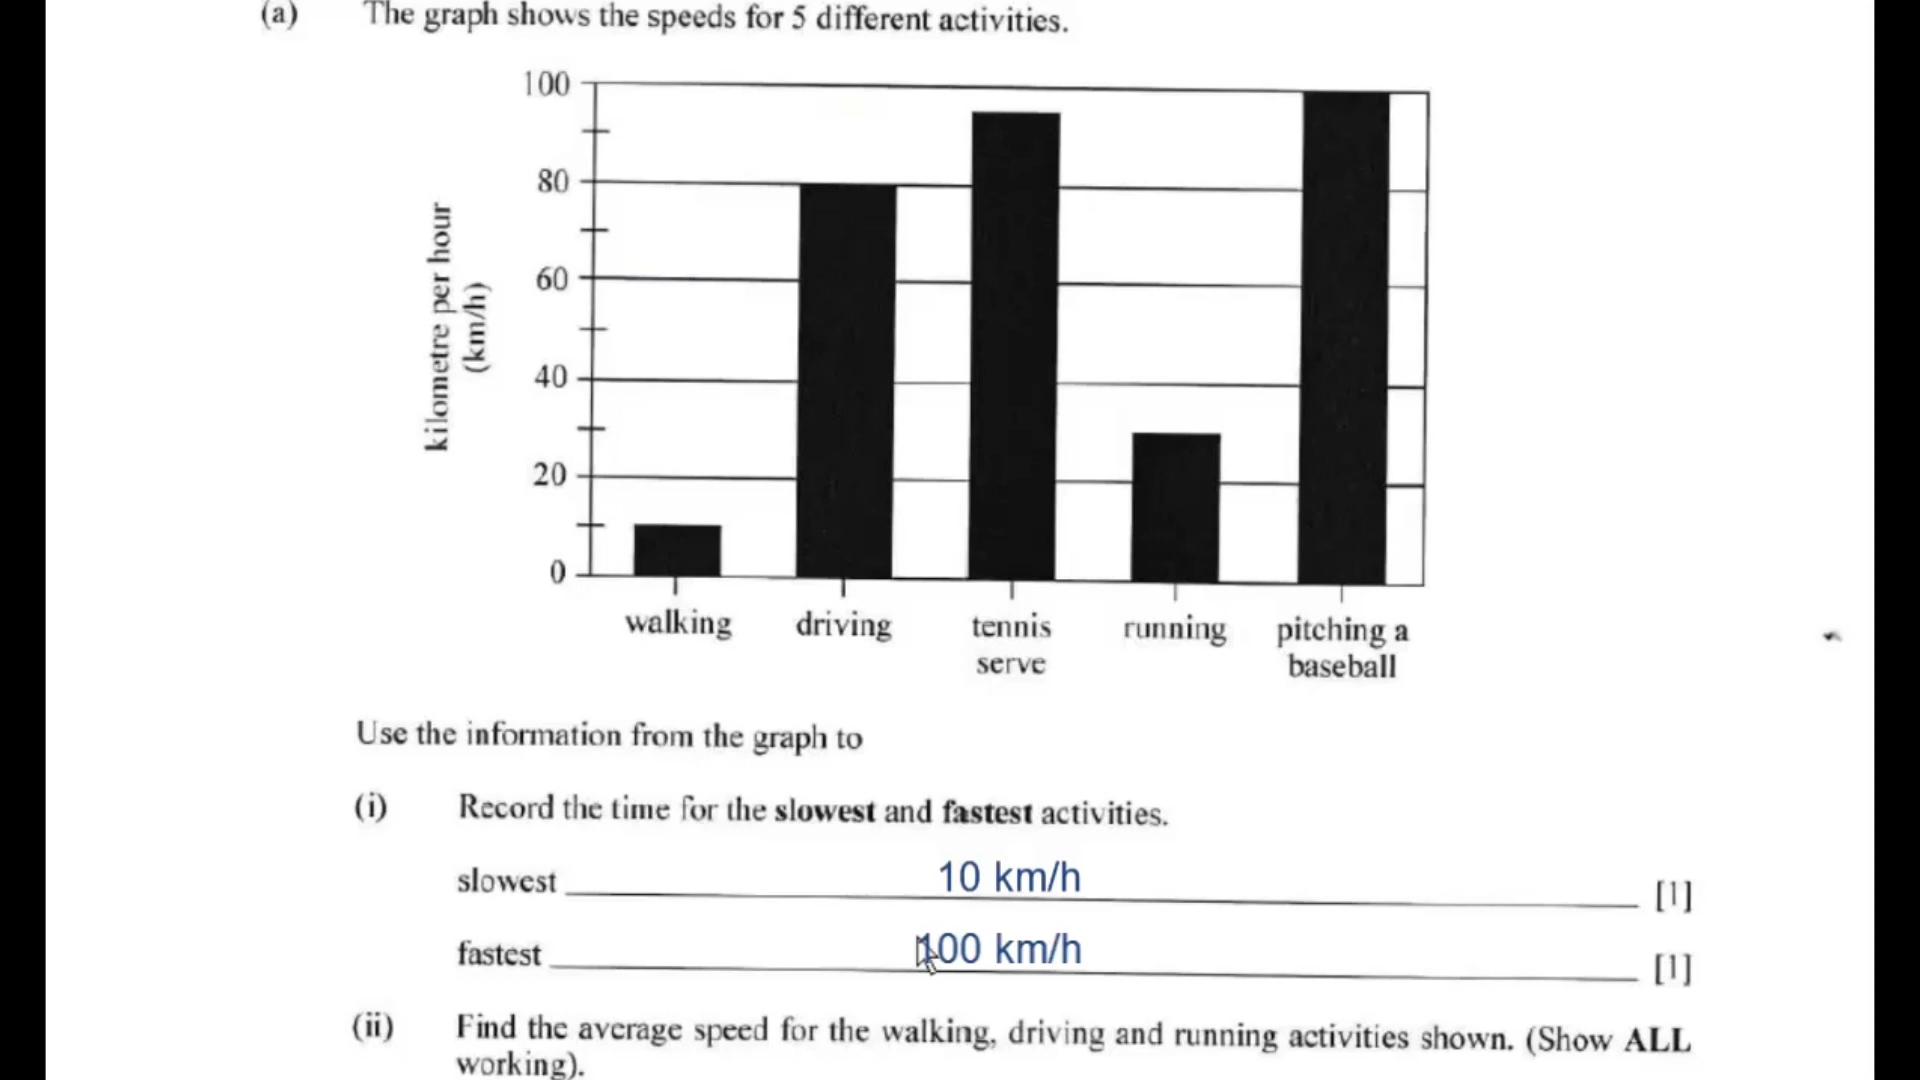 (a) The graph shows the speeds for 5 different activities.
100
80
60
40
20
0
kilometre per hour
(km/h)
walking driving tennis running pitching a
serve baseball
Use the information from the graph to
(i) Record the time for the slowest and fastest activities.
slowest 10 km/h [1]
fastest 100 km/h [1]
(ii) Find the average speed for the walking, driving and running activities shown. (Show ALL
working).